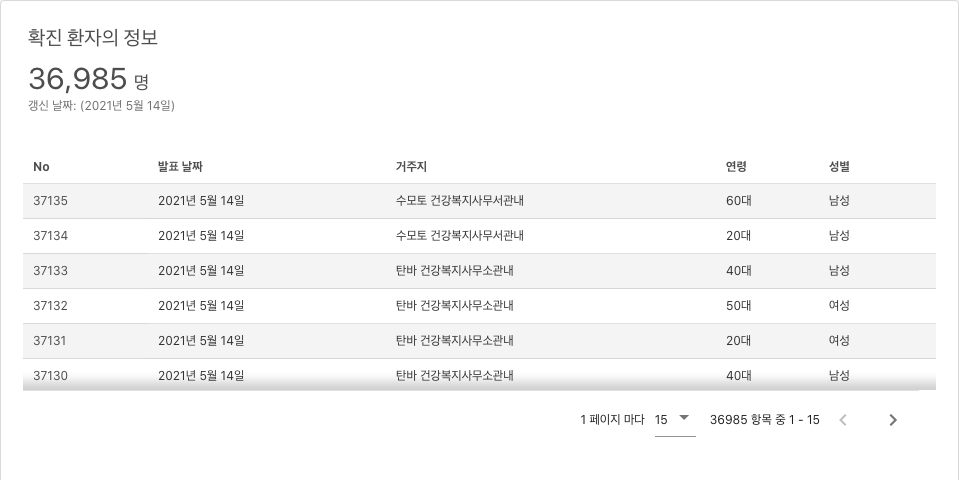 확진 환자의 정보
36,985 명
갱신 날짜: (2021년 5월 14일)
No 발표 날짜 거주지 연령 성별
37135 2021년 5월 14일 수모토 건강복지사무서관내 60대 남성
37134 2021년 5월 14일 수모토 건강복지사무서관내 20대 남성
37133 2021년 5월 14일 탄바 건강복지사무소관내 40대 남성
37132 2021년 5월 14일 탄바 건강복지사무소관내 50대 여성
37131 2021년 5월 14일 탄바 건강복지사무소관내 20대 여성
37130 2021년 5월 14일 탄바 건강복지사무소관내 40대 남성
1 페이지 마다 15 36985 항목 중 1 - 15